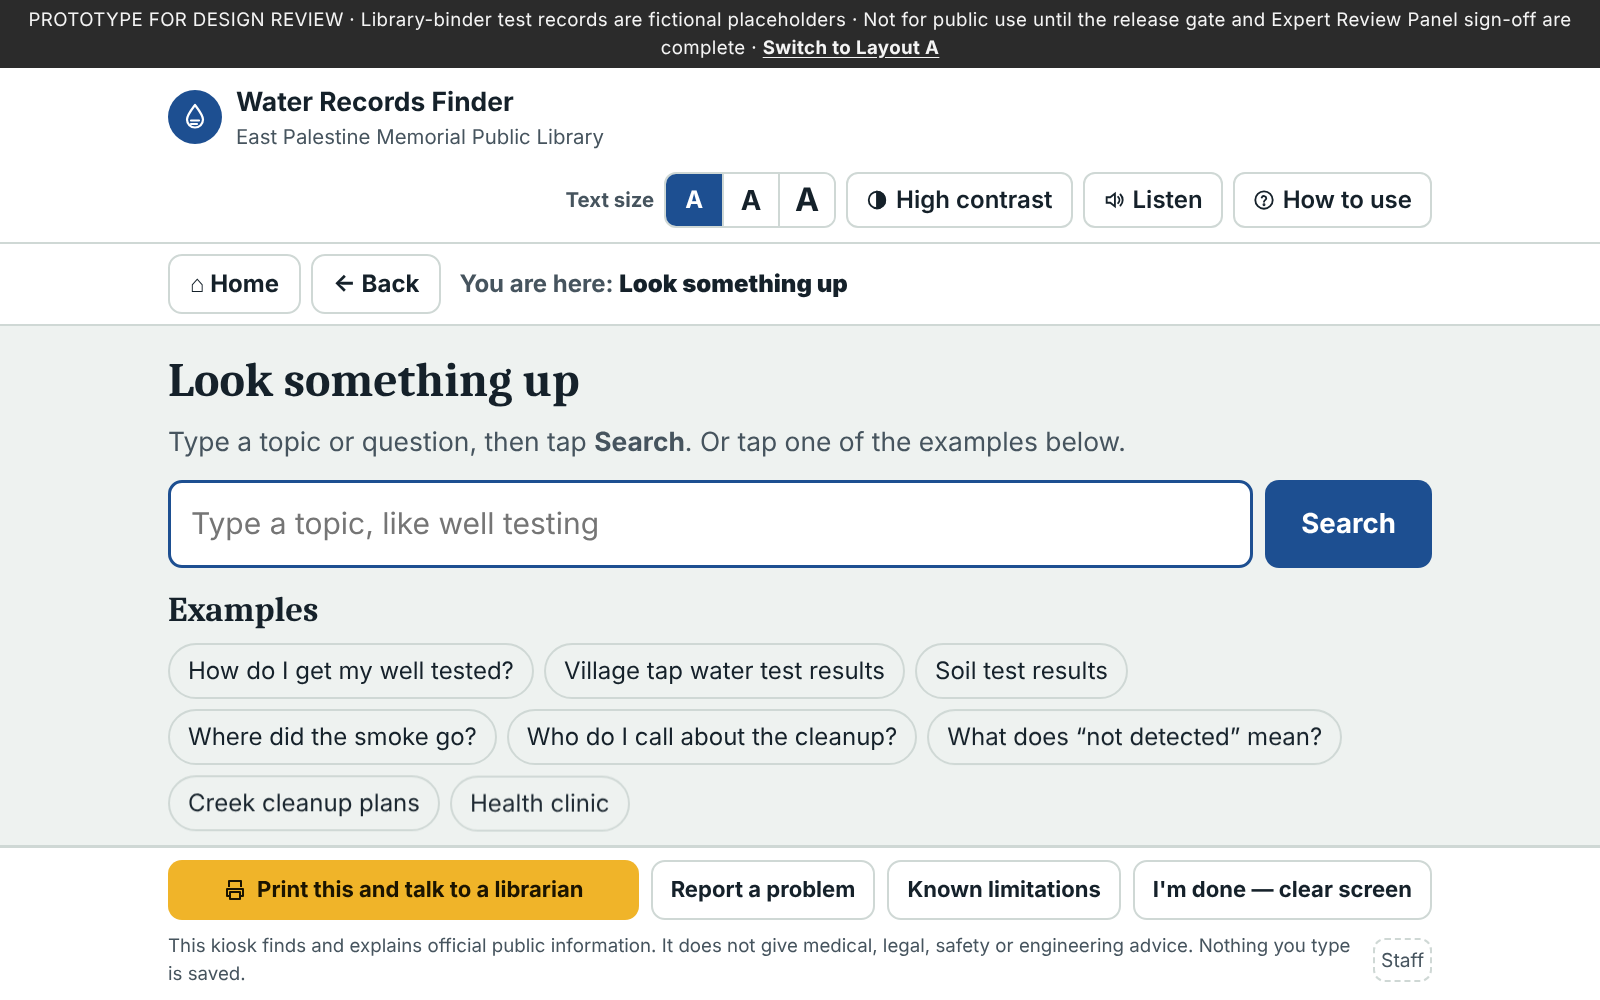 PROTOTYPE FOR DESIGN REVIEW · Library-binder test records are fictional placeholders · Not for public use until the release gate and Expert Review Panel sign-off are
complete · Switch to Layout A
Water Records Finder
East Palestine Memorial Public Library
Text size A A A High contrast Listen How to use
Home Back You are here: Look something up
Look something up
Type a topic or question, then tap Search. Or tap one of the examples below.
Type a topic, like well testing Search
Examples
How do I get my well tested? Village tap water test results Soil test results
Where did the smoke go? Who do I call about the cleanup? What does “not detected” mean?
Creek cleanup plans Health clinic
Print this and talk to a librarian Report a problem Known limitations I'm done — clear screen
This kiosk finds and explains official public information. It does not give medical, legal, safety or engineering advice. Nothing you type
is saved.
Staff